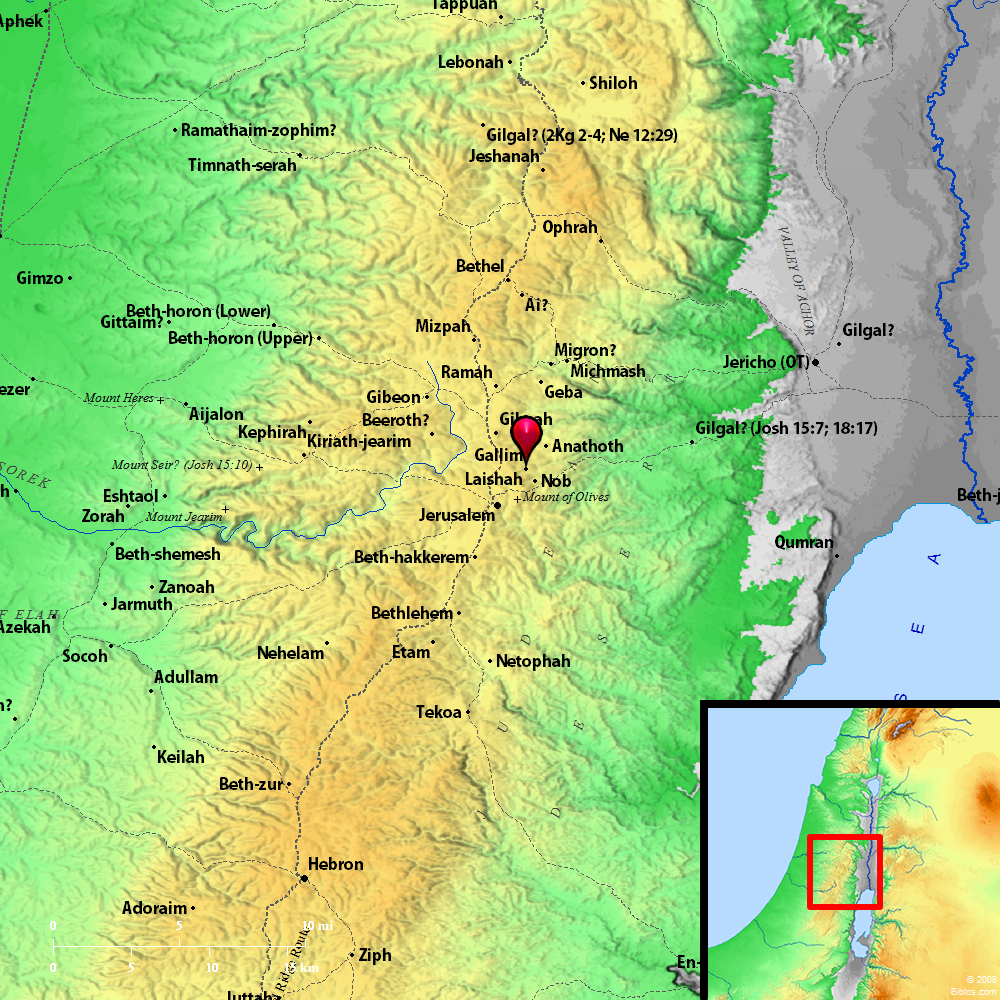 Tappuah
Aphek
Lebonah
Shiloh
Ramathaim-zophim?
Gilgal? (2Kg 2-4; Ne 12:29)
Timnath-serah
Jeshanah
Ophrah
VALLEY OF ACHOR
Bethel
Gimzo
Ai?
Beth-horon (Lower)
Gittaim?
Mizpah
Gilgal?
Beth-horon (Upper)
Migron?
Jericho (OT)
Ramah
Michmash
ezer
Geba
Mount Heres
Gibeon
Aijalon
Beeroth?
Kephirah
Gilgal? (Josh 15:7; 18:17)
Kiriath-jearim
Anathoth
Gallim
Mount Seir? (Josh 15:10)
SOREK
Laishah
Nob
h
Eshtaol
Mount of Olives
Beth-j
Zorah
Mount Jearim
Jerusalem
Qumran
Beth-shemesh
Beth-hakkerem
Zanoah
Jarmuth
F ELAH
Bethlehem
Azekah
Socoh
Nehelam
Etam
Netophah
Adullam
Tekoa
J U D E A
D E S E R
S E A
Keilah
Beth-zur
Hebron
Adoraim
0 5 10 mi
Ziph
0 5 10 km
Ridge Route
En-
Juttah
© 2008
Biblos.com